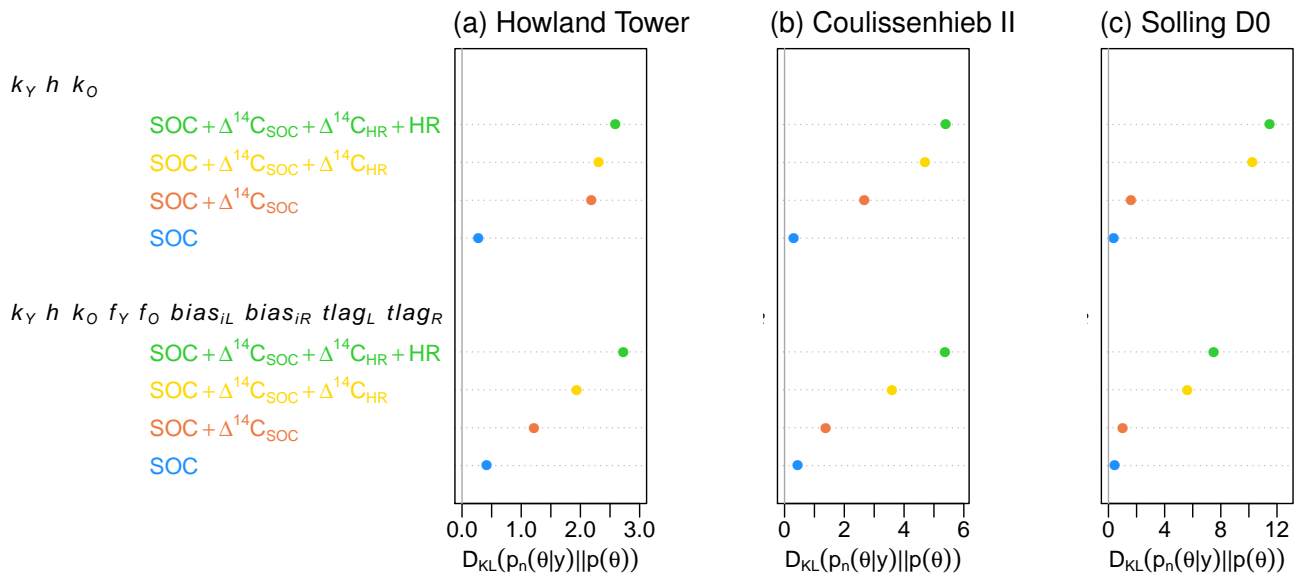 (a) Howland Tower (b) Coulissenhieb II (c) Solling D0
k_Y h k_O
SOC + Δ¹⁴C_SOC + Δ¹⁴C_HR + HR
SOC + Δ¹⁴C_SOC + Δ¹⁴C_HR
SOC + Δ¹⁴C_SOC
SOC
k_Y h k_O f_Y f_O bias_iL bias_iR tlag_L tlag_R
SOC + Δ¹⁴C_SOC + Δ¹⁴C_HR + HR
SOC + Δ¹⁴C_SOC + Δ¹⁴C_HR
SOC + Δ¹⁴C_SOC
SOC
0.0 1.0 2.0 3.0 0 2 4 6 0 4 8 12
D_KL(p_n(θ|y)||p(θ)) D_KL(p_n(θ|y)||p(θ)) D_KL(p_n(θ|y)||p(θ))